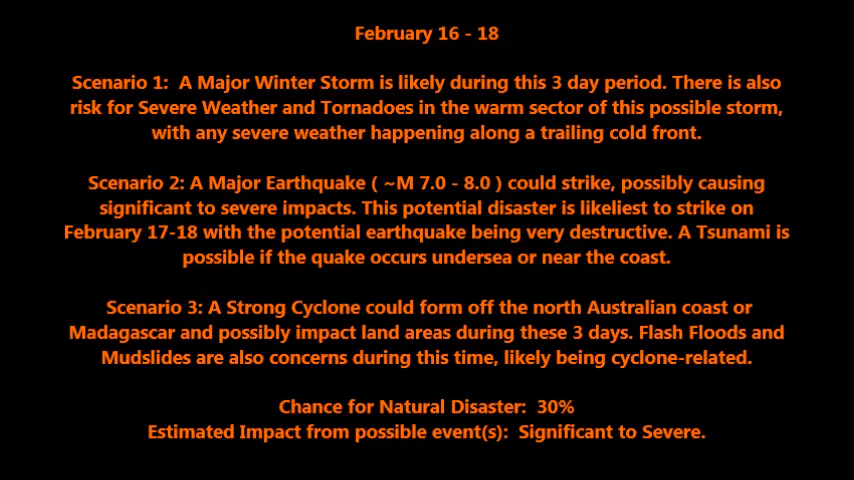 February 16 - 18
Scenario 1:  A Major Winter Storm is likely during this 3 day period. There is also
risk for Severe Weather and Tornadoes in the warm sector of this possible storm,
with any severe weather happening along a trailing cold front.
Scenario 2: A Major Earthquake ( ~M 7.0 - 8.0 ) could strike, possibly causing
significant to severe impacts. This potential disaster is likeliest to strike on
February 17-18 with the potential earthquake being very destructive. A Tsunami is
possible if the quake occurs undersea or near the coast.
Scenario 3: A Strong Cyclone could form off the north Australian coast or
Madagascar and possibly impact land areas during these 3 days. Flash Floods and
Mudslides are also concerns during this time, likely being cyclone-related.
Chance for Natural Disaster:  30%
Estimated Impact from possible event(s):  Significant to Severe.